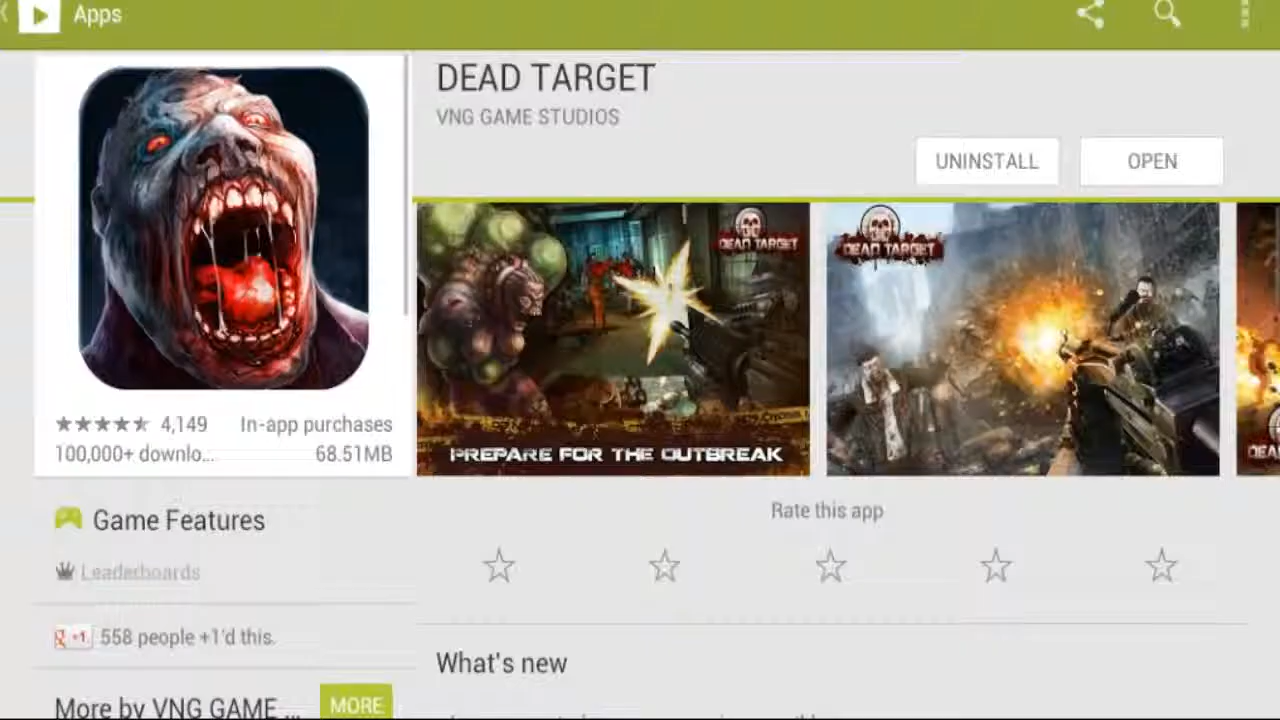 Apps
DEAD TARGET
VNG GAME STUDIOS
UNINSTALL
OPEN
DEAD TARGET
DEAD TARGET
PREPARE FOR THE OUTBREAK
4,149
In-app purchases
100,000+ downlo...
68.51MB
Rate this app
Game Features
Leaderboards
g +1
558 people +1'd this.
What's new
More by VNG GAME ...
MORE